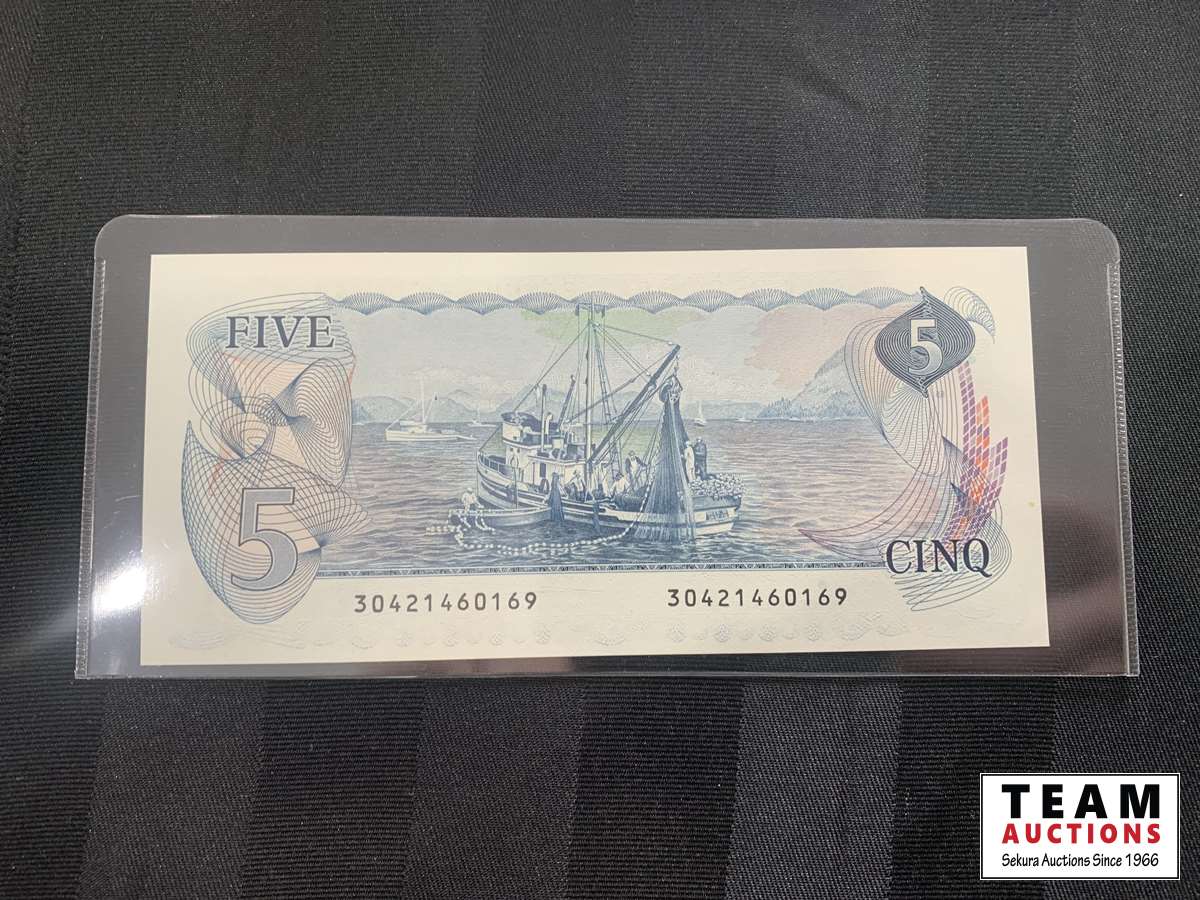 FIVE
5
5
CINQ
30421460169
30421460169
TEAM
AUCTIONS
Sekura Auctions Since 1966